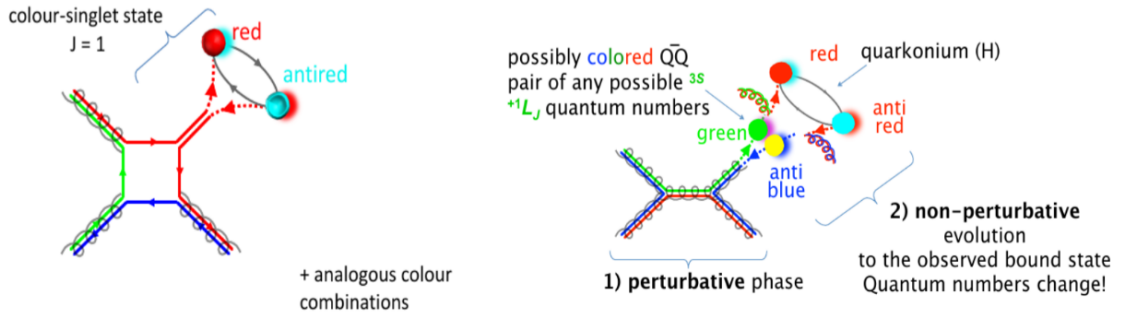 colour-singlet state
J = 1
red
antired
+ analogous colour
combinations
possibly colored QQ̄
pair of any possible ³ˢ
⁺¹L_J quantum numbers
red
quarkonium (H)
anti
red
green
anti
blue
1) perturbative phase
2) non-perturbative
evolution
to the observed bound state
Quantum numbers change!